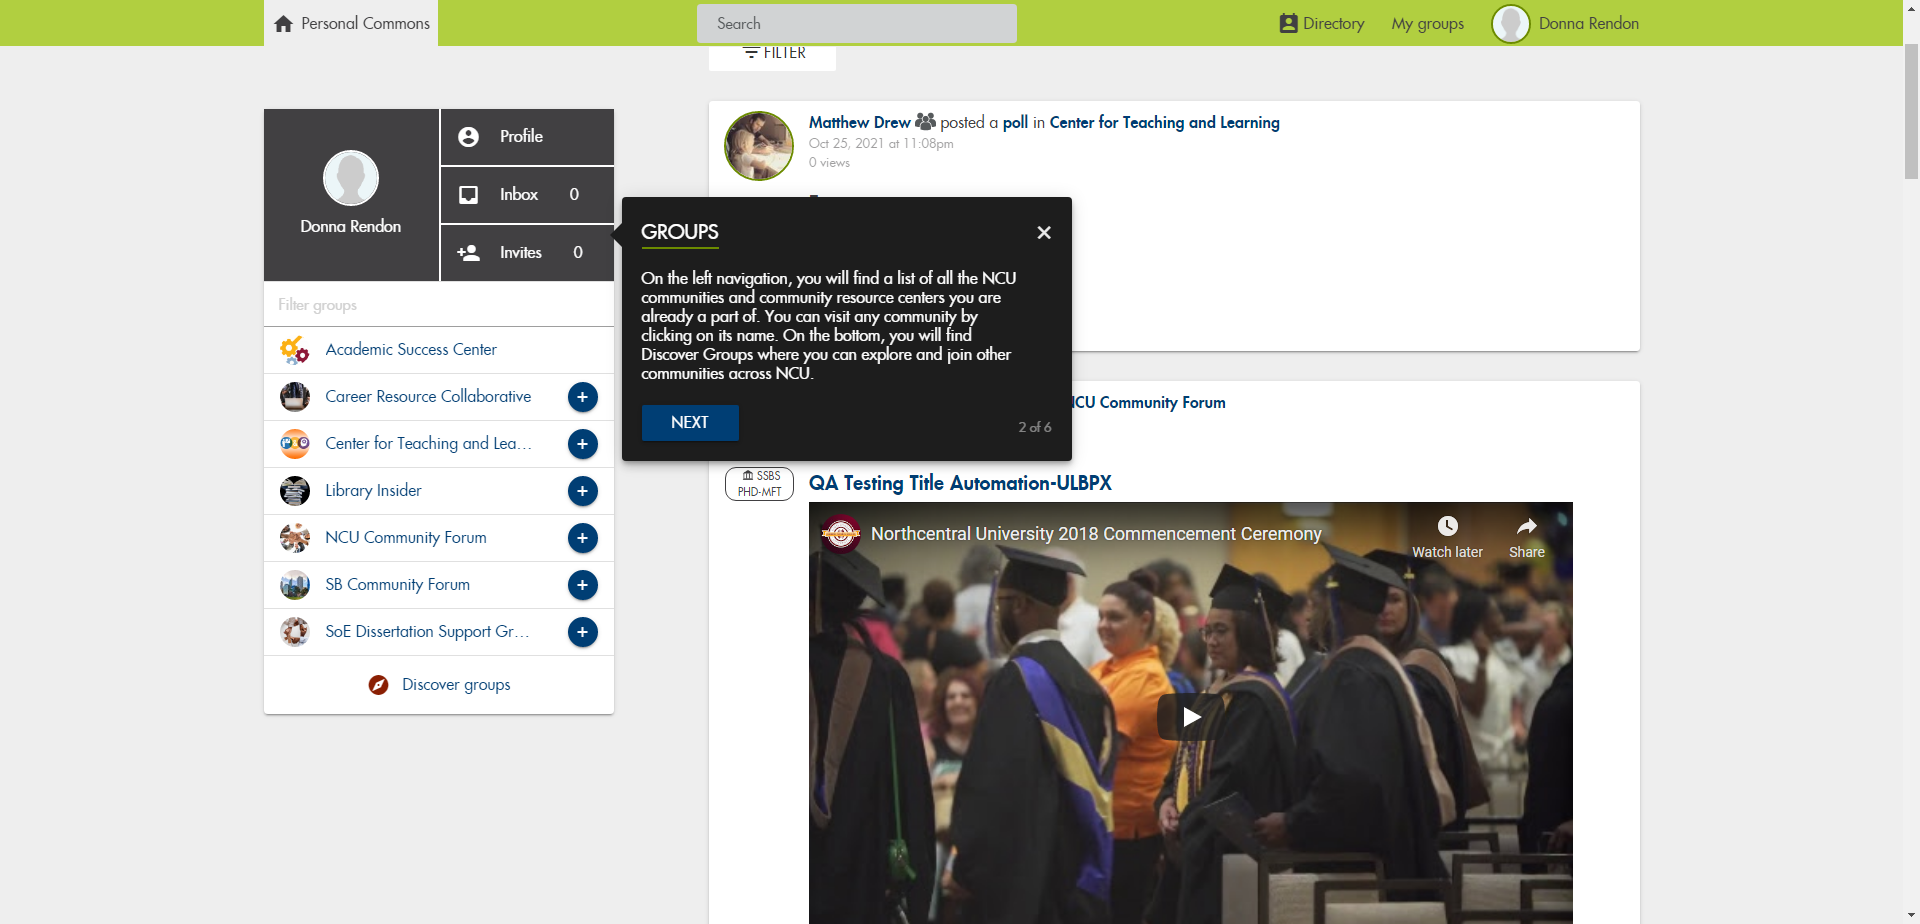 Personal Commons
Search
Directory
My groups
Donna Rendon
FILTER
Donna Rendon
Profile
Inbox 0
Invites 0
Filter groups
Academic Success Center
Career Resource Collaborative
Center for Teaching and Lea...
Library Insider
NCU Community Forum
SB Community Forum
SoE Dissertation Support Gr...
Discover groups
Matthew Drew posted a poll in Center for Teaching and Learning
Oct 25, 2021 at 11:08pm
0 views
GROUPS
On the left navigation, you will find a list of all the NCU
communities and community resource centers you are
already a part of. You can visit any community by
clicking on its name. On the bottom, you will find
Discover Groups where you can explore and join other
communities across NCU.
NEXT
2 of 6
NCU Community Forum
SSBS
PHD-MFT
QA Testing Title Automation-ULBPX
Northcentral University 2018 Commencement Ceremony
Watch later
Share